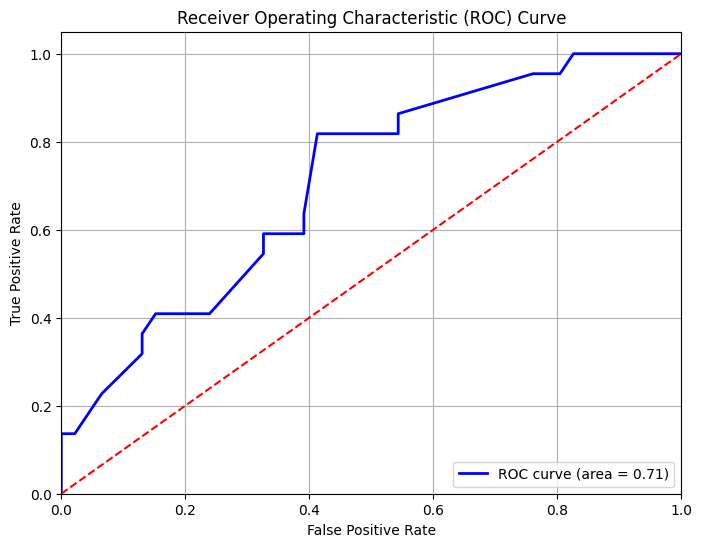 Receiver Operating Characteristic (ROC) Curve
1.0
0.8
0.6
0.4
0.2
0.0
True Positive Rate
ROC curve (area = 0.71)
0.0 0.2 0.4 0.6 0.8 1.0
False Positive Rate